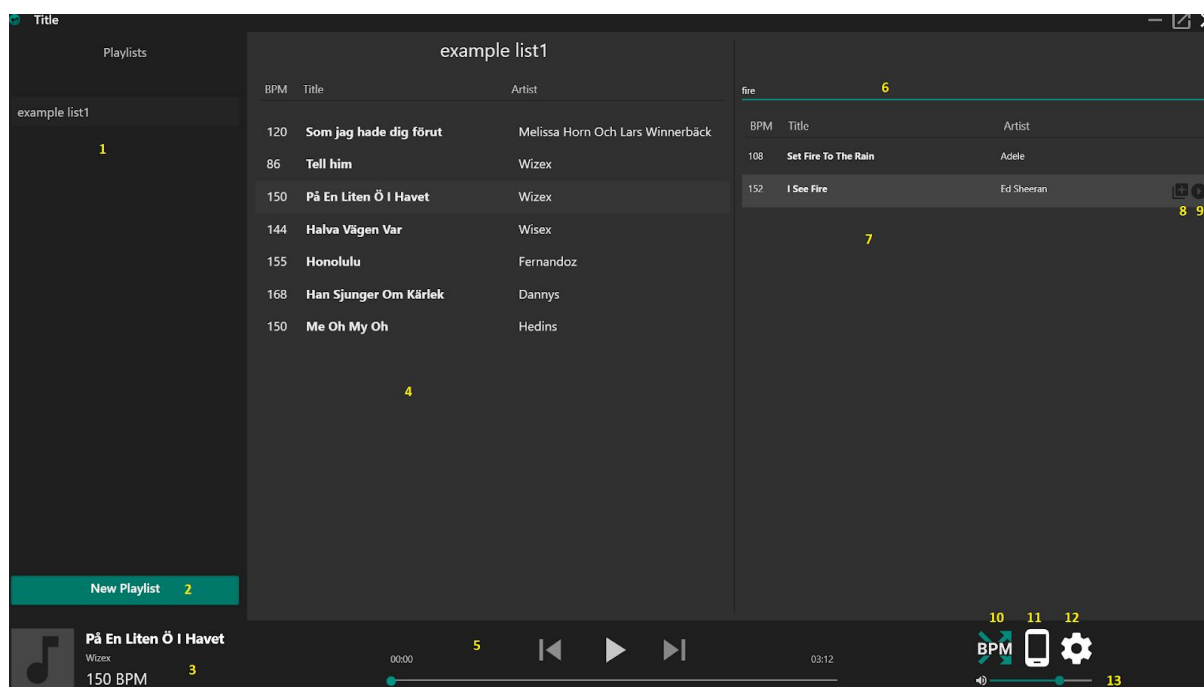 Title
Playlists
example list1
1
New Playlist 2
example list1
BPM Title Artist
120 Som jag hade dig förut Melissa Horn Och Lars Winnerbäck
86 Tell him Wizex
150 På En Liten Ö I Havet Wizex
144 Halva Vägen Var Wisex
155 Honolulu Fernandoz
168 Han Sjunger Om Kärlek Dannys
150 Me Oh My Oh Hedins
4
fire 6
BPM Title Artist
108 Set Fire To The Rain Adele
152 I See Fire Ed Sheeran
8 9
7
På En Liten Ö I Havet
Wizex
150 BPM 3
5
00:00 03:12
10 11 12
BPM
13